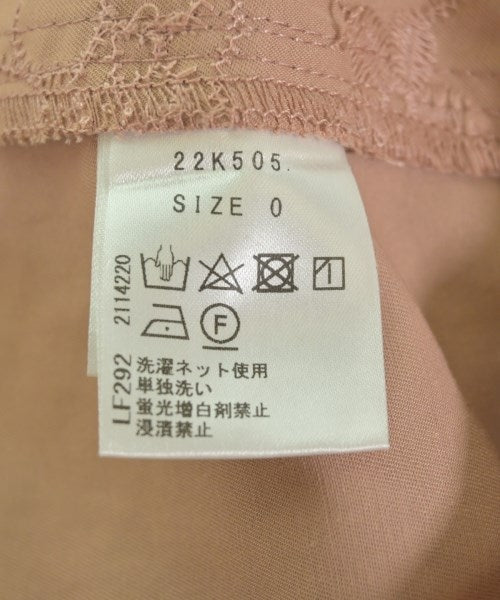 22K505.
SIZE 0
F
洗濯ネット使用
単独洗い
蛍光増白剤禁止
浸漬禁止
LF292 2114220